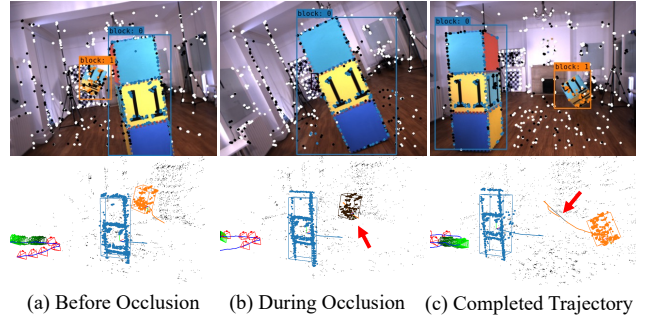 block: 0
block: 1
11
block: 0
11
block: 0
block: 1
11
(a) Before Occlusion
(b) During Occlusion
(c) Completed Trajectory